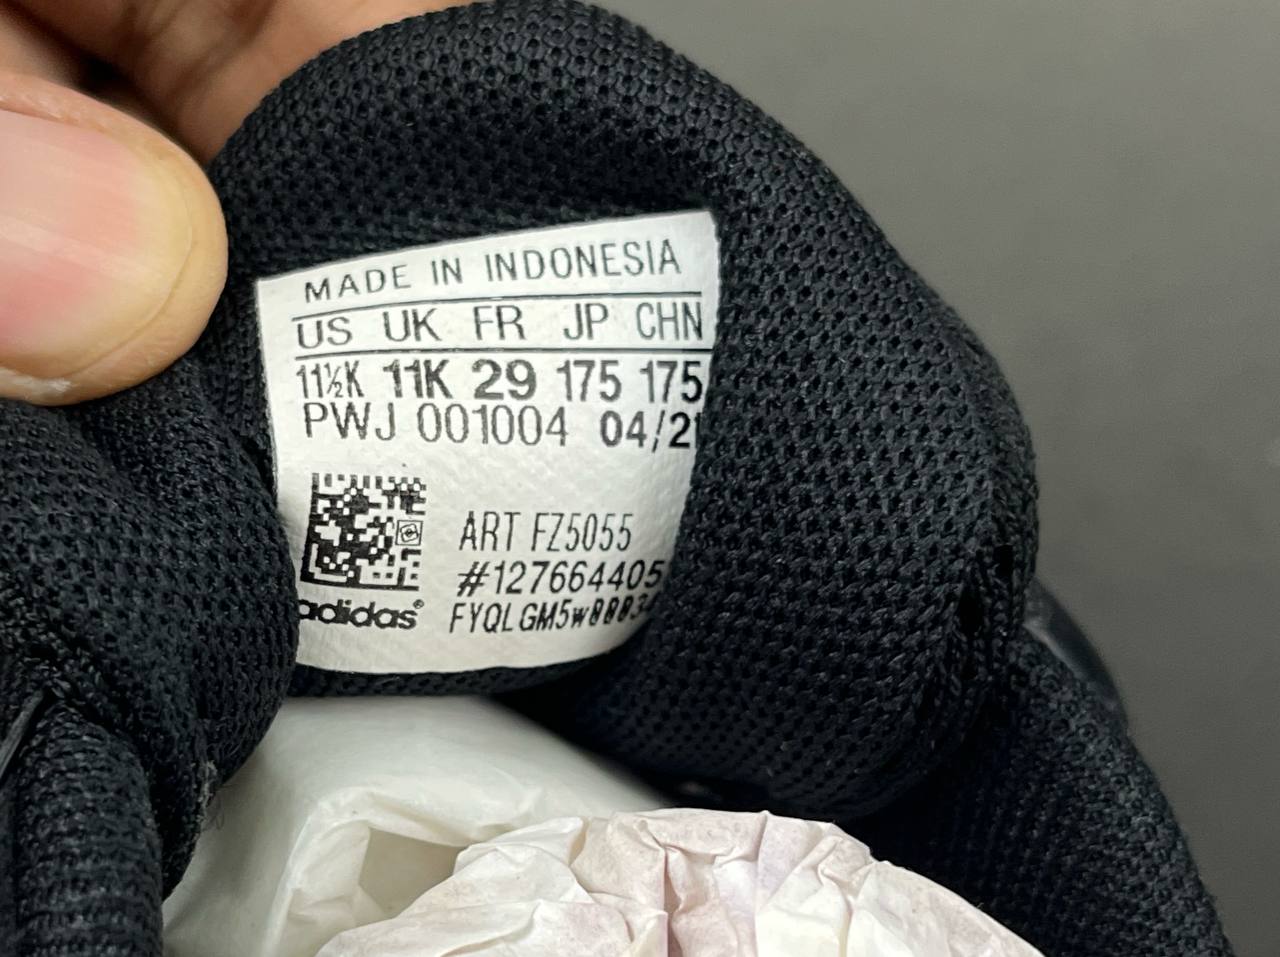 MADE IN INDONESIA
US UK FR JP CHN
11½K 11K 29 175 175
PWJ 001004 04/21
ART FZ5055
#127664405
adidas®